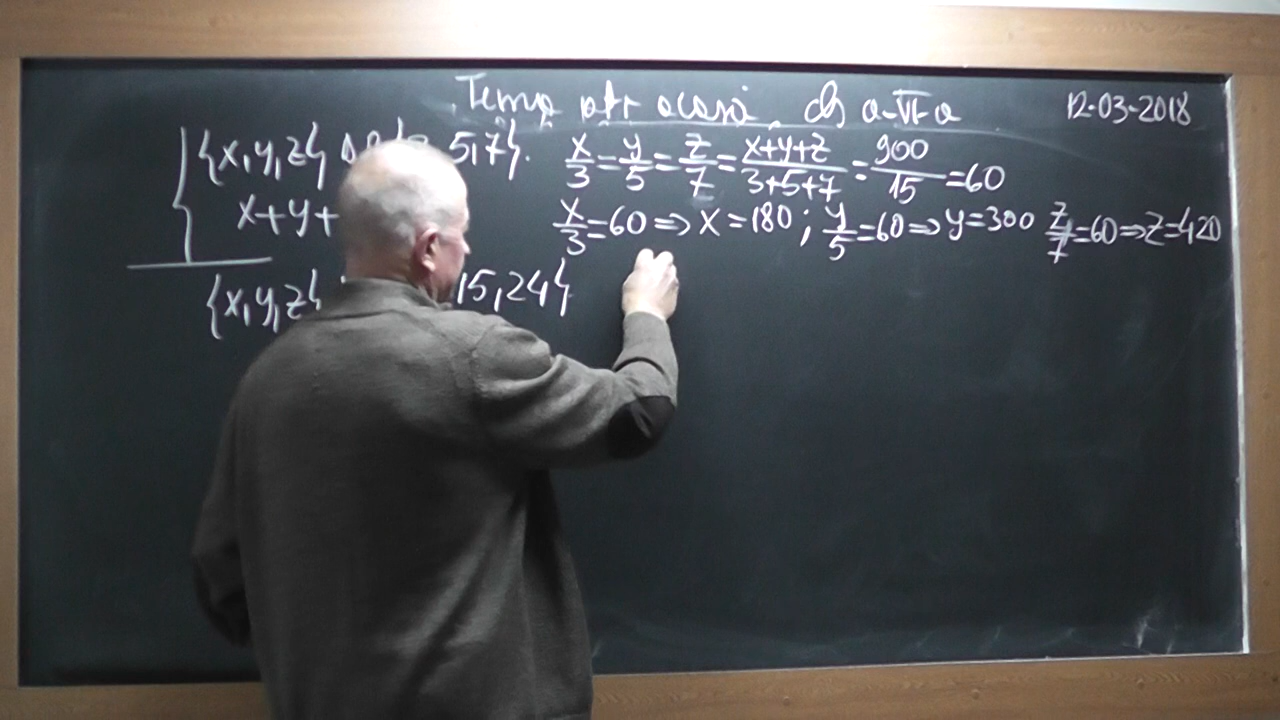 Tema ptr acasă. cls a-VI-a 12-03-2018
{x,y,z} 5,7}. x/3=y/5=z/7=x+y+z/3+5+7=900/15=60
x+y+ x/3=60⇒x=180; y/5=60⇒y=300 z/7=60⇒z=420
{x,y,z} 15,24}